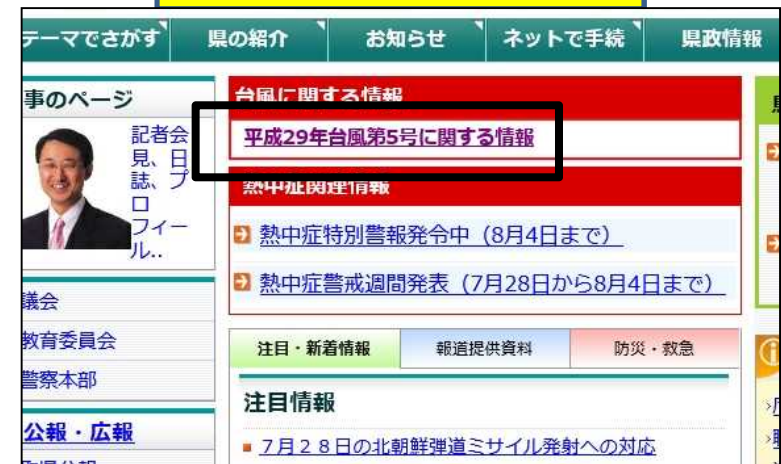 テーマでさがす
県の紹介
お知らせ
ネットで手続
県政情報
事のページ
記者会
見、日
誌、プ
ロ
フィー
ル..
議会
教育委員会
警察本部
公報・広報
台風に関する情報
平成29年台風第5号に関する情報
熱中症関連情報
熱中症特別警報発令中（8月4日まで）
熱中症警戒週間発表（7月28日から8月4日まで）
注目・新着情報
報道提供資料
防災・救急
注目情報
７月２８日の北朝鮮弾道ミサイル発射への対応